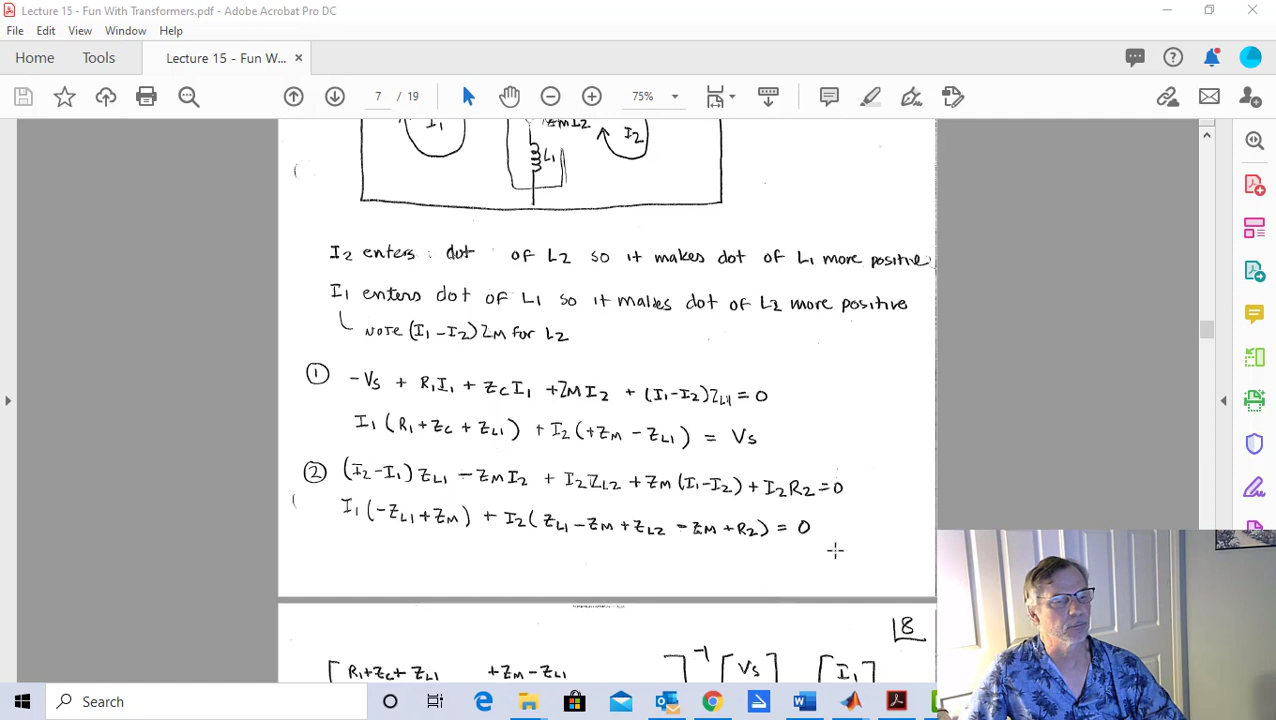 Lecture 15 - Fun With Transformers.pdf - Adobe Acrobat Pro DC
File Edit View Window Help
Home Tools Lecture 15 - Fun W... ×
7 / 19 75%
I1 ZMI2 I2
L1
I2 enters dot of L2 so it makes dot of L1 more positive
I1 enters dot of L1 so it makes dot of L2 more positive
NOTE (I1-I2) ZM for L2
① -Vs + R1I1 + ZCI1 + ZMI2 + (I1-I2)ZL1 = 0
I1(R1+ZC+ZL1) + I2(+ZM-ZL1) = Vs
② (I2-I1)ZL1 - ZMI2 + I2ZL2 + ZM(I1-I2) + I2R2 = 0
I1(-ZL1+ZM) + I2(ZL1-ZM+ZL2-ZM+R2) = 0
8
[R1+ZC+ZL1 +ZM-ZL1 ]-1 [Vs] [I1]
Search